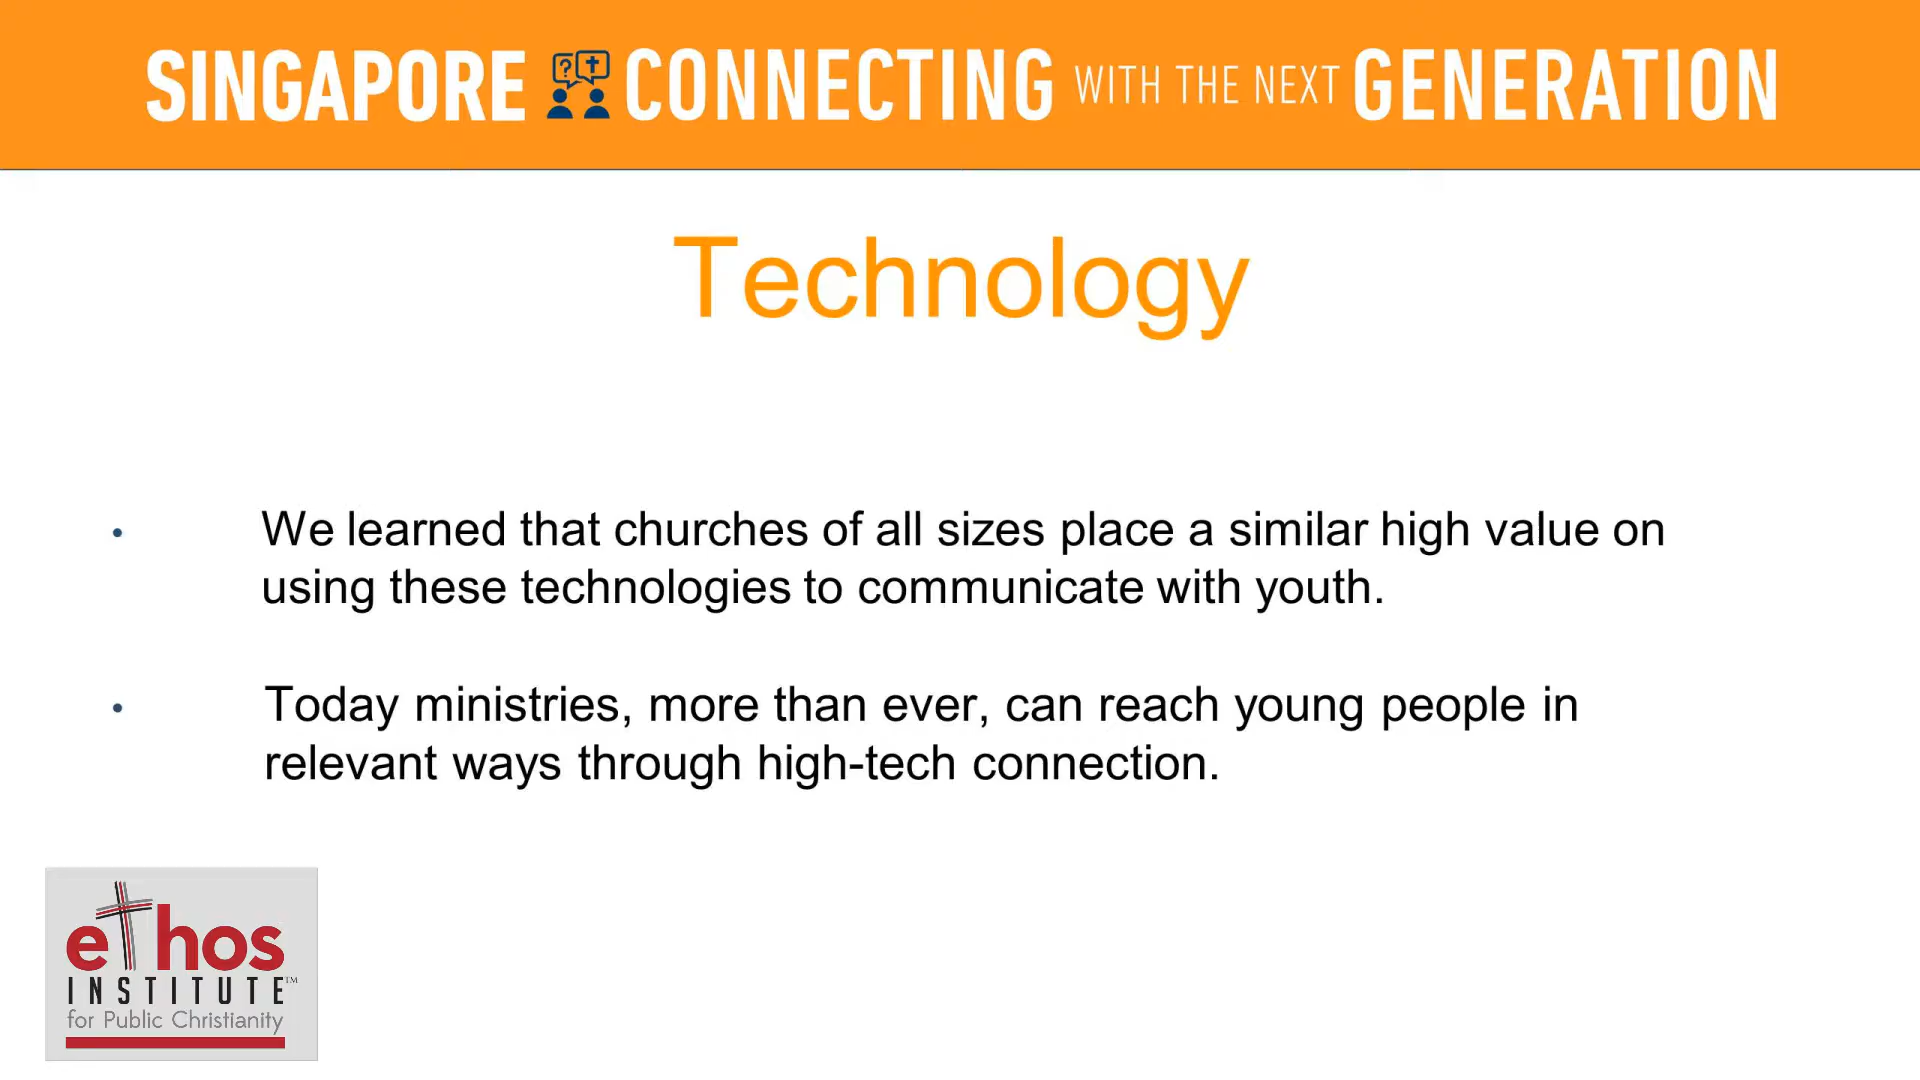 SINGAPORE CONNECTING WITH THE NEXT GENERATION
Technology
• We learned that churches of all sizes place a similar high value on
using these technologies to communicate with youth.
• Today ministries, more than ever, can reach young people in
relevant ways through high-tech connection.
ethos
INSTITUTE™
for Public Christianity